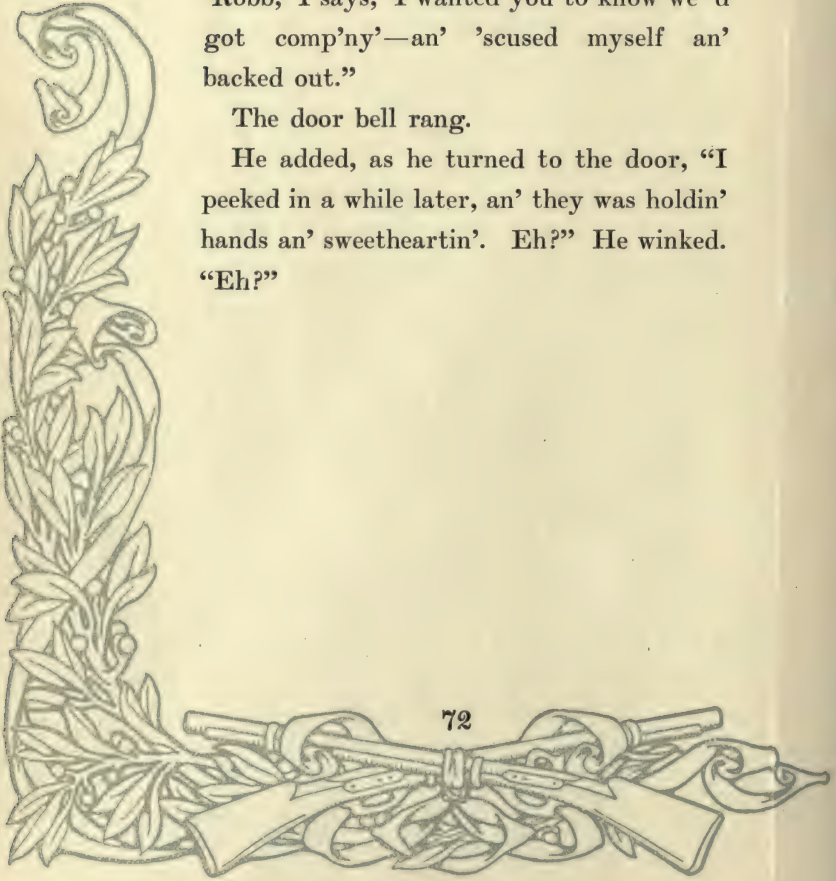 'Robb,' I says, 'I wanted you to know we'd
got comp'ny'—an' 'scused myself an'
backed out.”
The door bell rang.
He added, as he turned to the door, “I
peeked in a while later, an' they was holdin'
hands an' sweetheartin'. Eh?” He winked.
“Eh?”
72